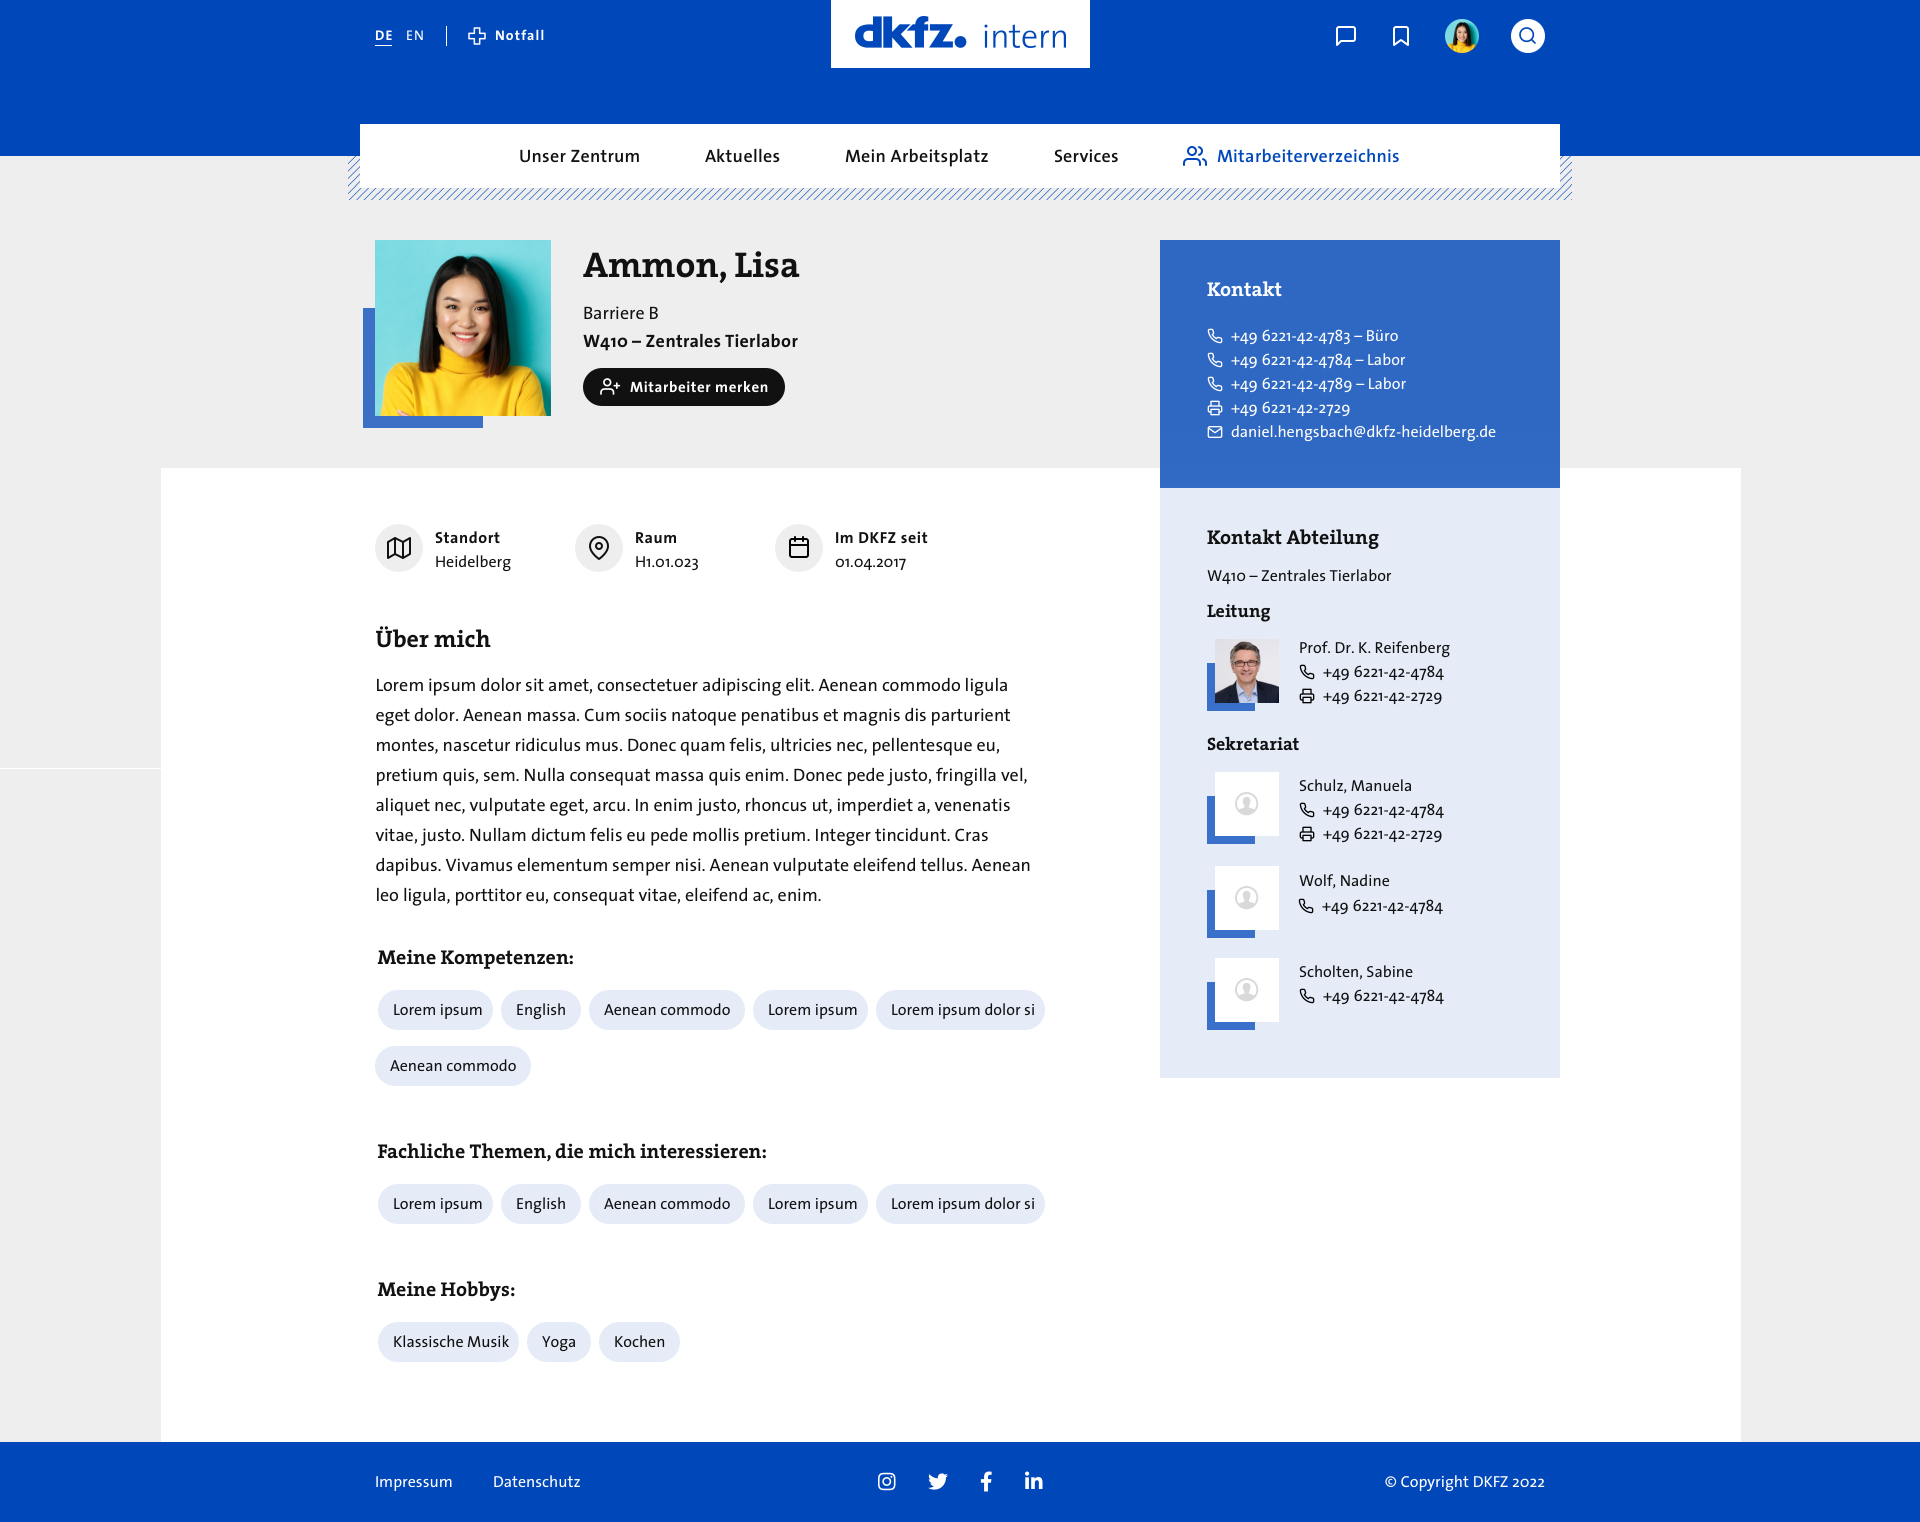 DE EN Notfall
dkfz. intern
Unser Zentrum Aktuelles Mein Arbeitsplatz Services Mitarbeiterverzeichnis
Ammon, Lisa
Barriere B
W410 – Zentrales Tierlabor
Mitarbeiter merken
Kontakt
+49 6221-42-4783 – Büro
+49 6221-42-4784 – Labor
+49 6221-42-4789 – Labor
+49 6221-42-2729
daniel.hengsbach@dkfz-heidelberg.de
Standort
Heidelberg
Raum
H1.01.023
Im DKFZ seit
01.04.2017
Über mich
Lorem ipsum dolor sit amet, consectetuer adipiscing elit. Aenean commodo ligula
eget dolor. Aenean massa. Cum sociis natoque penatibus et magnis dis parturient
montes, nascetur ridiculus mus. Donec quam felis, ultricies nec, pellentesque eu,
pretium quis, sem. Nulla consequat massa quis enim. Donec pede justo, fringilla vel,
aliquet nec, vulputate eget, arcu. In enim justo, rhoncus ut, imperdiet a, venenatis
vitae, justo. Nullam dictum felis eu pede mollis pretium. Integer tincidunt. Cras
dapibus. Vivamus elementum semper nisi. Aenean vulputate eleifend tellus. Aenean
leo ligula, porttitor eu, consequat vitae, eleifend ac, enim.
Meine Kompetenzen:
Lorem ipsum English Aenean commodo Lorem ipsum Lorem ipsum dolor si
Aenean commodo
Fachliche Themen, die mich interessieren:
Lorem ipsum English Aenean commodo Lorem ipsum Lorem ipsum dolor si
Meine Hobbys:
Klassische Musik Yoga Kochen
Kontakt Abteilung
W410 – Zentrales Tierlabor
Leitung
Prof. Dr. K. Reifenberg
+49 6221-42-4784
+49 6221-42-2729
Sekretariat
Schulz, Manuela
+49 6221-42-4784
+49 6221-42-2729
Wolf, Nadine
+49 6221-42-4784
Scholten, Sabine
+49 6221-42-4784
Impressum Datenschutz © Copyright DKFZ 2022